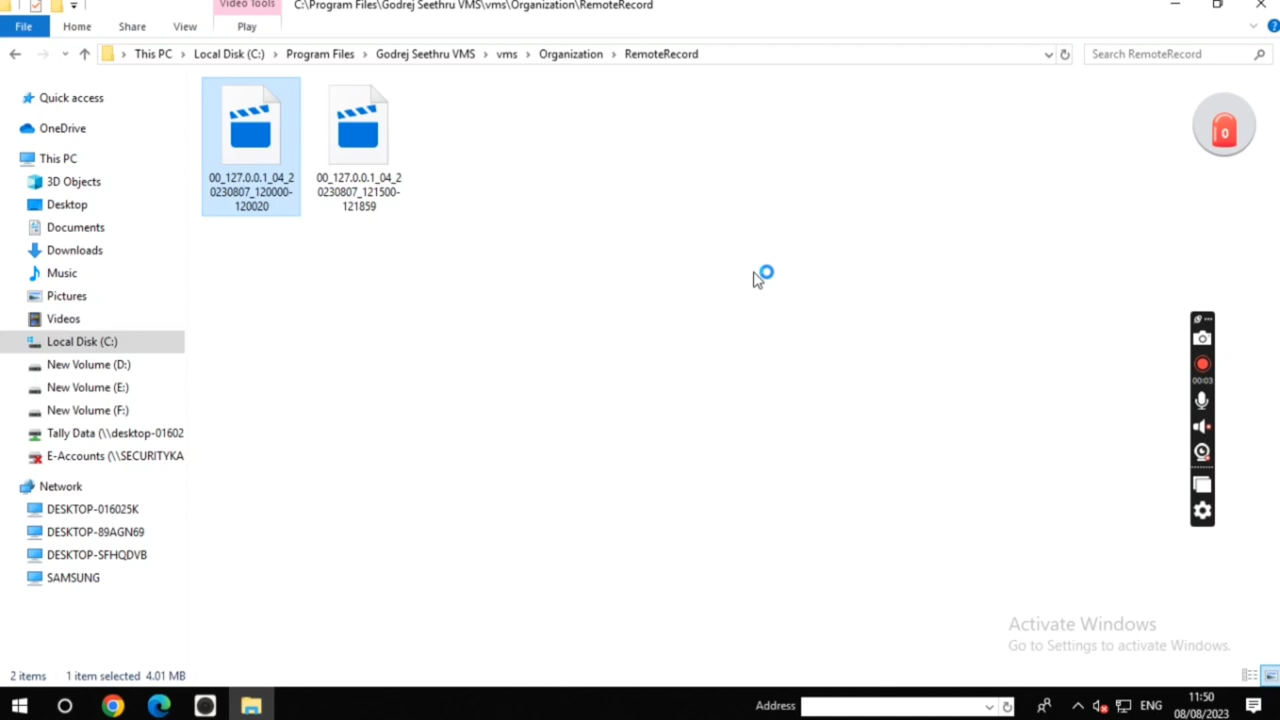 Video Tools
C:\Program Files\Godrej Seethru VMS\vms\Organization\RemoteRecord
File Home Share View Play
This PC Local Disk (C:) Program Files Godrej Seethru VMS vms Organization RemoteRecord
Search RemoteRecord
Quick access
OneDrive
This PC
3D Objects
Desktop
Documents
Downloads
Music
Pictures
Videos
Local Disk (C:)
New Volume (D:)
New Volume (E:)
New Volume (F:)
Tally Data (\\desktop-01602
E-Accounts (\\SECURITYKA
Network
DESKTOP-016025K
DESKTOP-89AGN69
DESKTOP-SFHQDVB
SAMSUNG
00_127.0.0.1_04_2
0230807_120000-
120020
00_127.0.0.1_04_2
0230807_121500-
121859
0
00:03
Activate Windows
Go to Settings to activate Windows.
2 items 1 item selected 4.01 MB
Address
ENG
11:50
08/08/2023